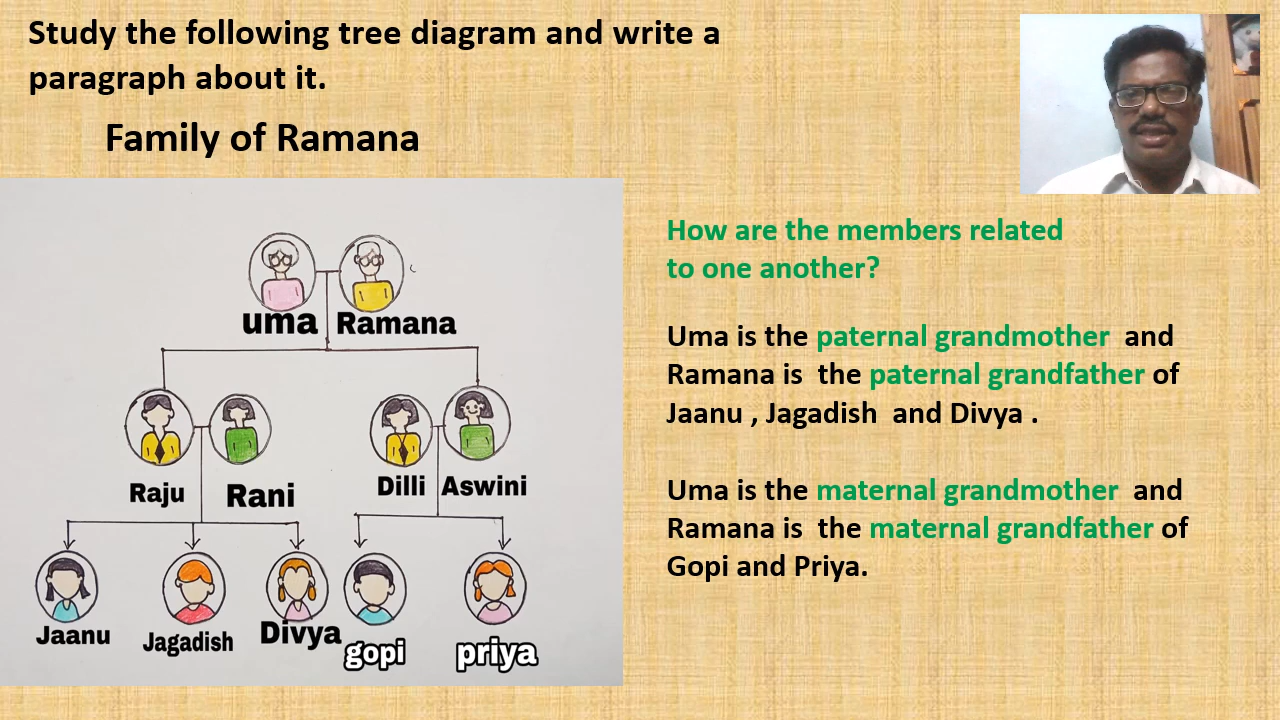 Study the following tree diagram and write a
paragraph about it.
Family of Ramana
uma Ramana
Raju Rani Dilli Aswini
Jaanu Jagadish Divya gopi priya
How are the members related
to one another?
Uma is the paternal grandmother and
Ramana is the paternal grandfather of
Jaanu , Jagadish and Divya .
Uma is the maternal grandmother and
Ramana is the maternal grandfather of
Gopi and Priya.